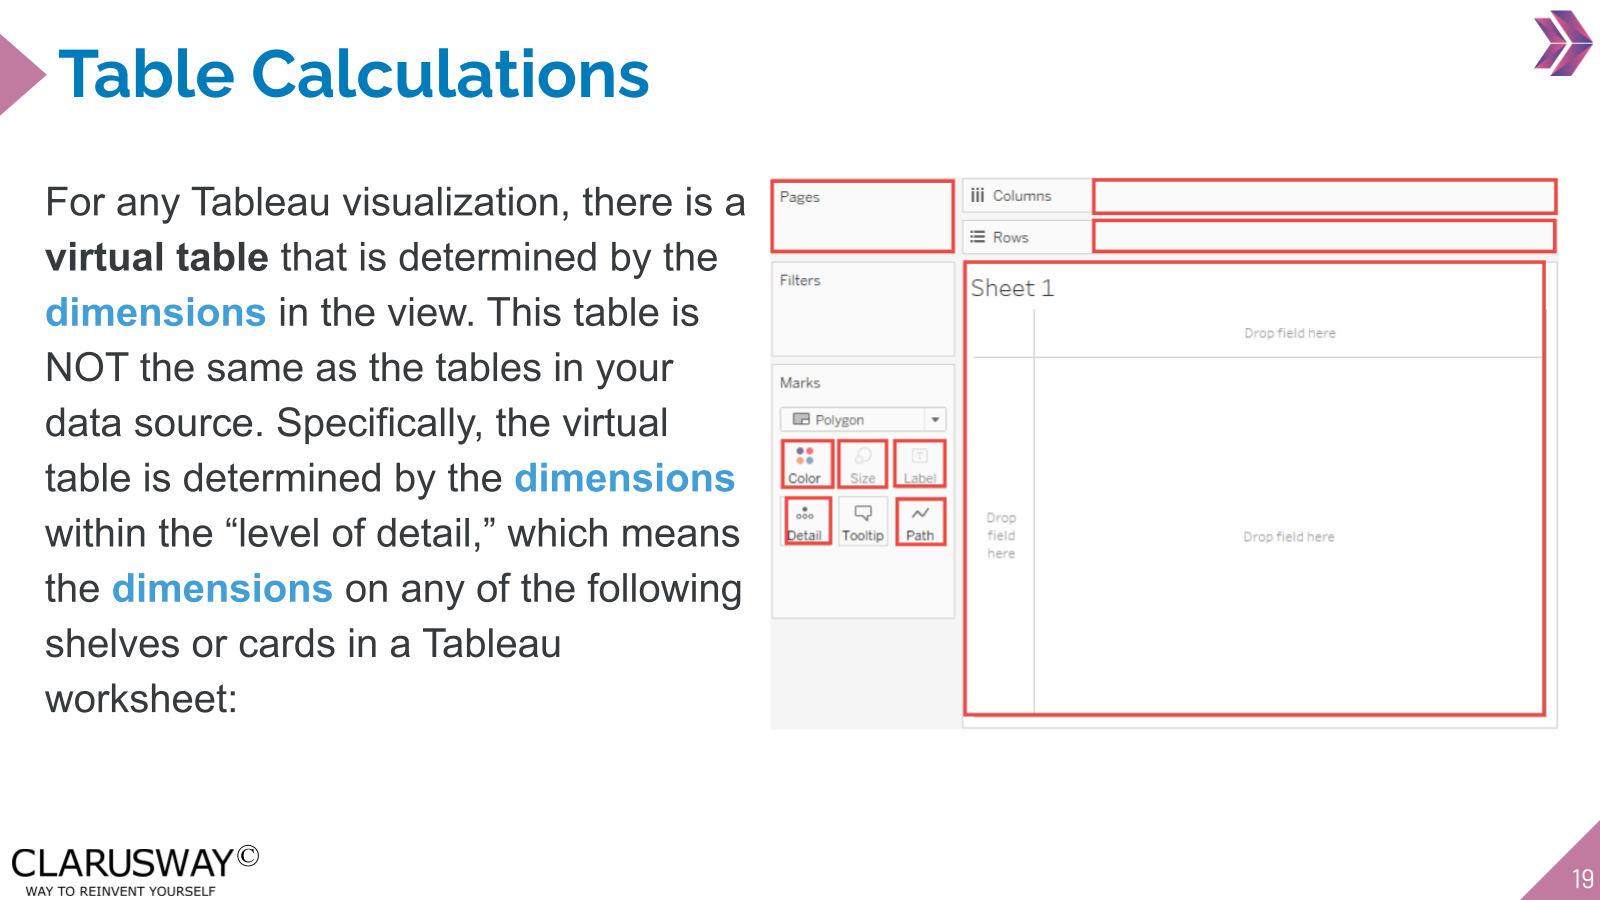 Table Calculations
For any Tableau visualization, there is a
virtual table that is determined by the
dimensions in the view. This table is
NOT the same as the tables in your
data source. Specifically, the virtual
table is determined by the dimensions
within the “level of detail,” which means
the dimensions on any of the following
shelves or cards in a Tableau
worksheet:
Pages
Columns
Rows
Filters
Sheet 1
Drop field here
Marks
Polygon
Color Size Label
Detail Tooltip Path
Drop
field
here
Drop field here
CLARUSWAY©
WAY TO REINVENT YOURSELF
19